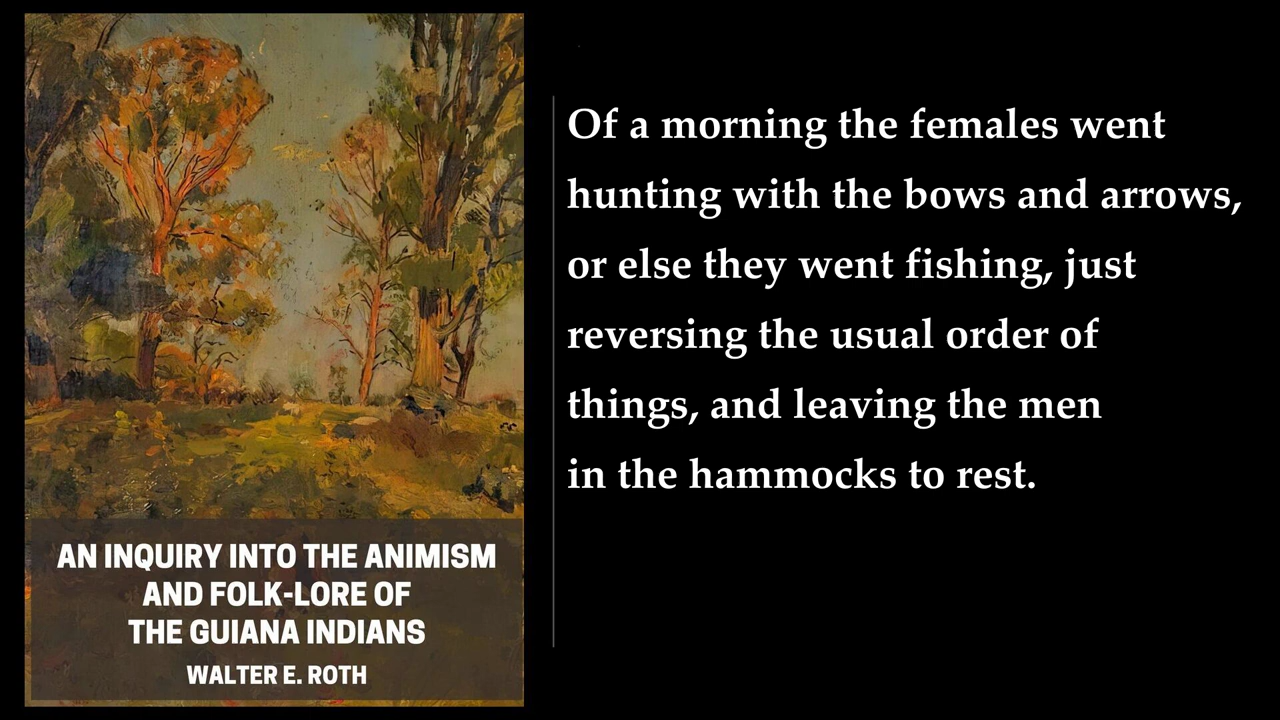 Of a morning the females went
hunting with the bows and arrows,
or else they went fishing, just
reversing the usual order of
things, and leaving the men
in the hammocks to rest.
AN INQUIRY INTO THE ANIMISM
AND FOLK-LORE OF
THE GUIANA INDIANS
WALTER E. ROTH